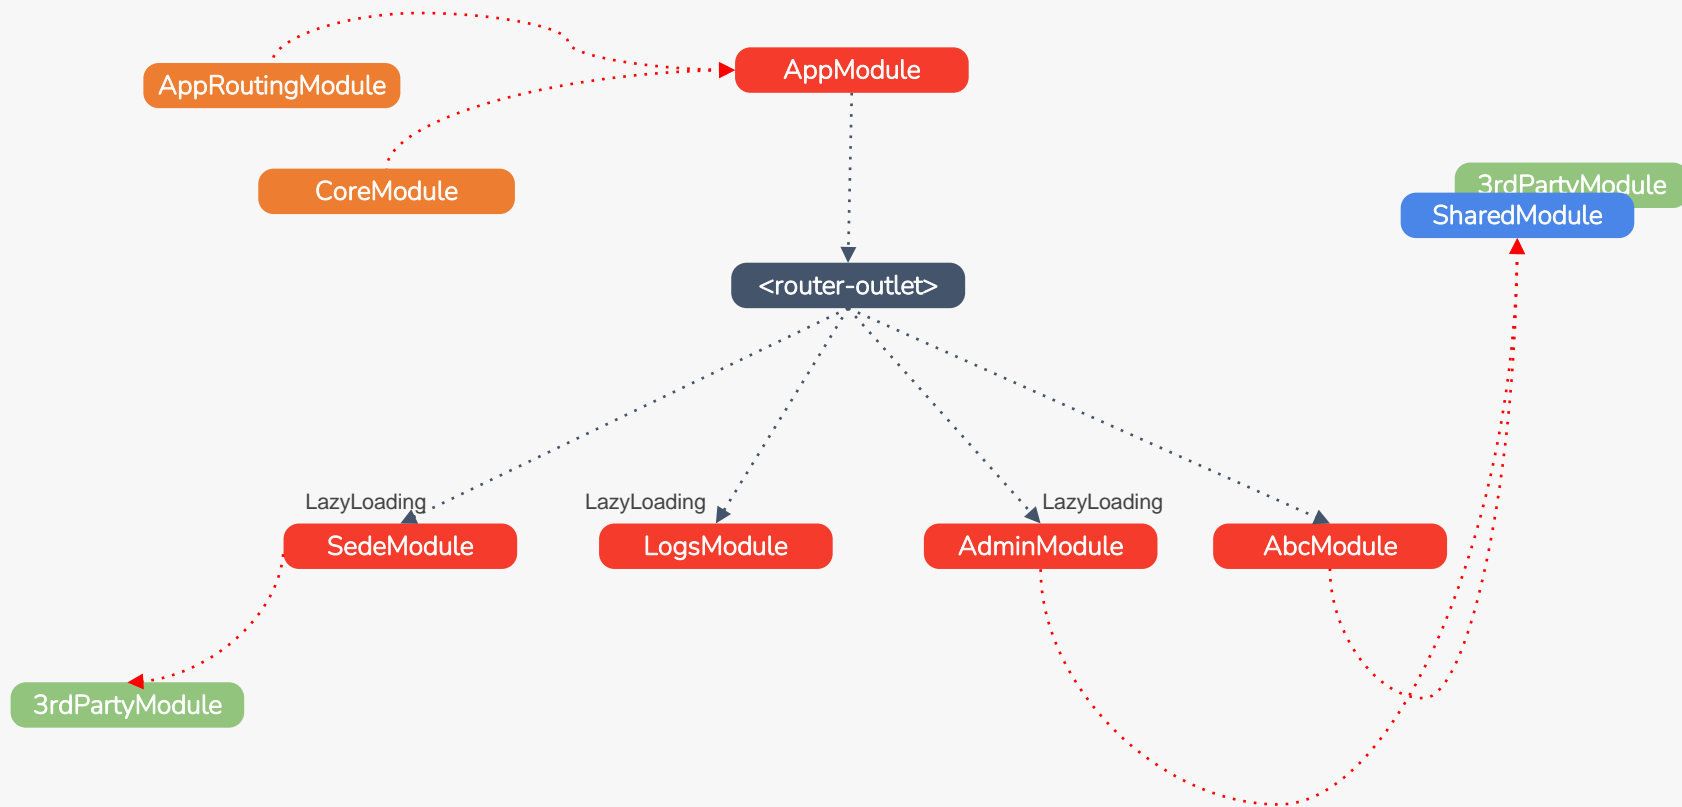 AppModule
AppRoutingModule
CoreModule
3rdPartyModule
SharedModule
<router-outlet>
LazyLoading
LazyLoading
LazyLoading
SedeModule
LogsModule
AdminModule
AbcModule
3rdPartyModule